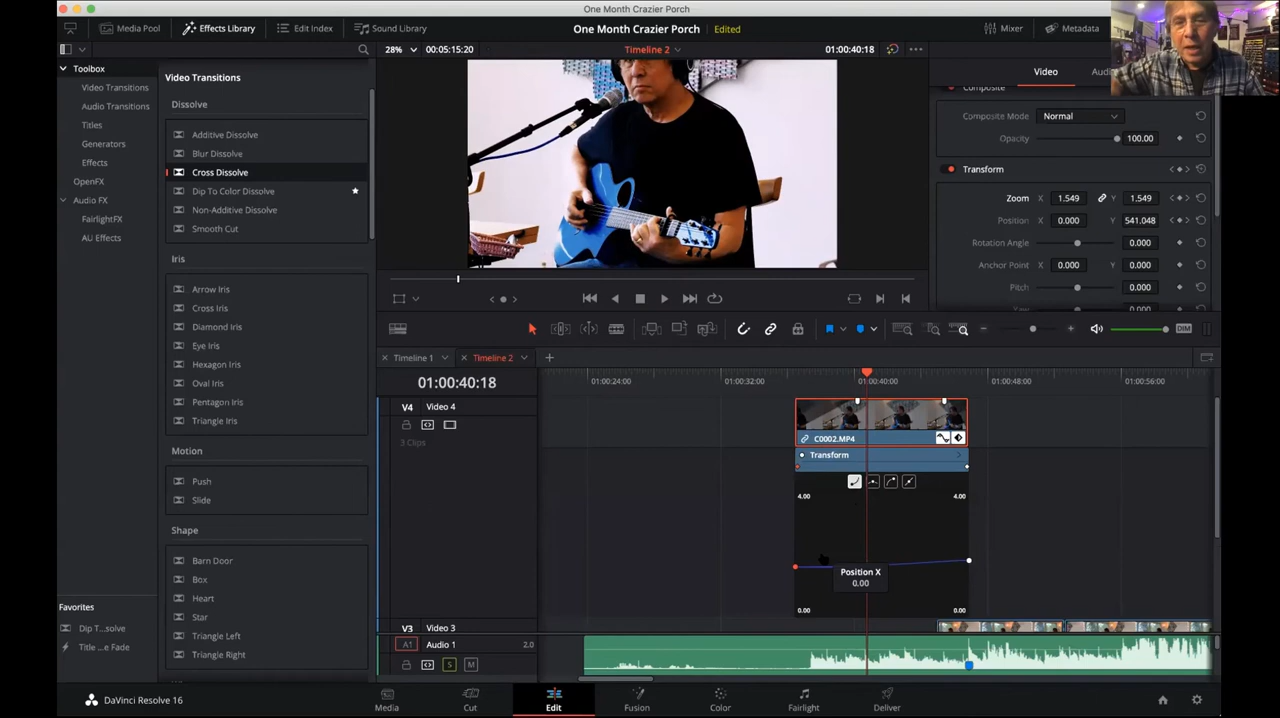 One Month Crazier Porch
Media Pool
Effects Library
Edit Index
Sound Library
One Month Crazier Porch
Edited
Mixer
Metadata
28%
00:05:15:20
Timeline 2
01:00:40:18
Toolbox
Video Transitions
Audio Transitions
Titles
Generators
Effects
OpenFX
Audio FX
FairlightFX
AU Effects
Favorites
Dip T...solve
Title ...e Fade
Video Transitions
Dissolve
Additive Dissolve
Blur Dissolve
Cross Dissolve
Dip To Color Dissolve
Non-Additive Dissolve
Smooth Cut
Iris
Arrow Iris
Cross Iris
Diamond Iris
Eye Iris
Hexagon Iris
Oval Iris
Pentagon Iris
Triangle Iris
Motion
Push
Slide
Shape
Barn Door
Box
Heart
Star
Triangle Left
Triangle Right
Video
Composite
Composite Mode Normal
Opacity 100.00
Transform
Zoom X 1.549 Y 1.549
Position X 0.000 Y 541.048
Rotation Angle 0.000
Anchor Point X 0.000 Y 0.000
Pitch 0.000
DIM
Timeline 1
Timeline 2
01:00:40:18
01:00:24:00
01:00:32:00
01:00:40:00
01:00:48:00
01:00:56:00
V4 Video 4
3 Clips
C0002.MP4
Transform
4.00 4.00
Position X
0.00
0.00 0.00
V3 Video 3
A1 Audio 1 2.0
S M
DaVinci Resolve 16
Media
Cut
Edit
Fusion
Color
Fairlight
Deliver